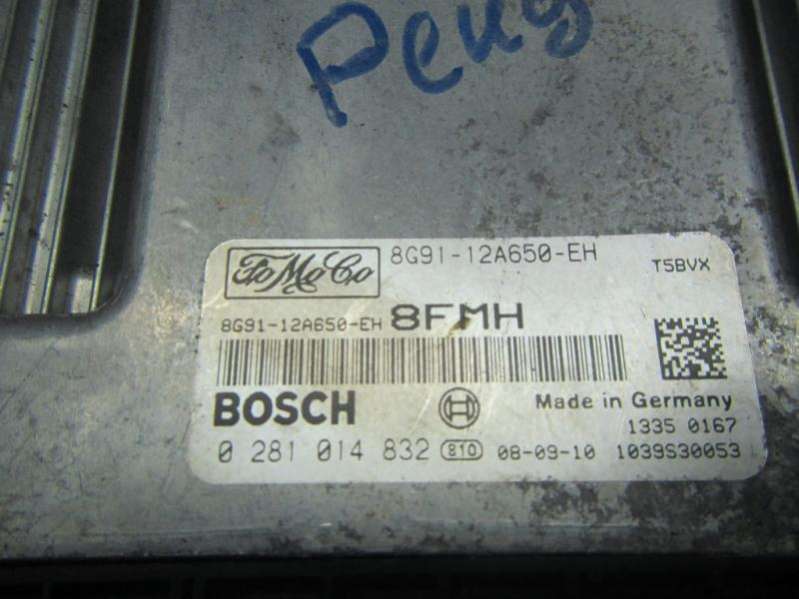 Ренд
FoMoCo
8G91-12A650-EH
T5BVX
8G91-12A650-EH 8FMH
BOSCH
Made in Germany
1335 0167
0 281 014 832 810 08-09-10 1039S30053